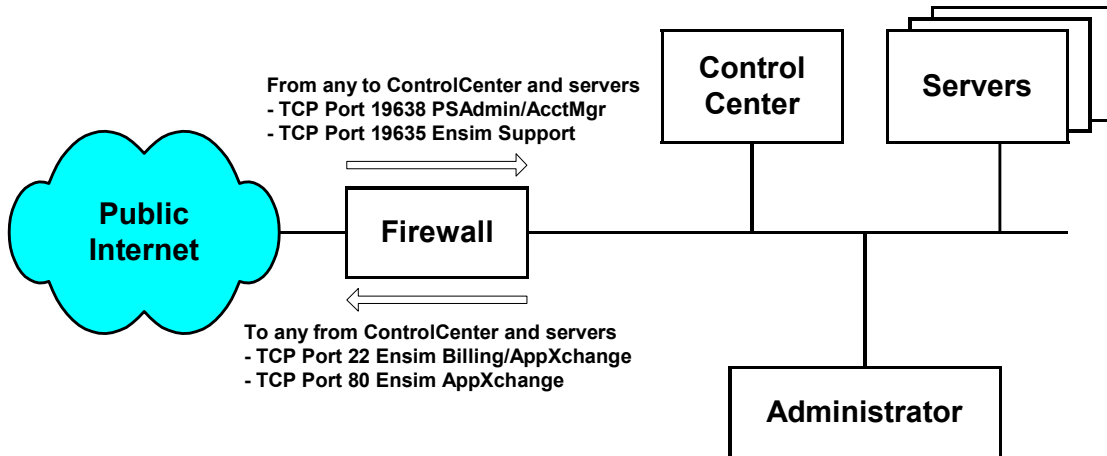 From any to ControlCenter and servers
- TCP Port 19638 PSAdmin/AcctMgr
- TCP Port 19635 Ensim Support
Control
Center
Servers
Public
Internet
Firewall
To any from ControlCenter and servers
- TCP Port 22 Ensim Billing/AppXchange
- TCP Port 80 Ensim AppXchange
Administrator